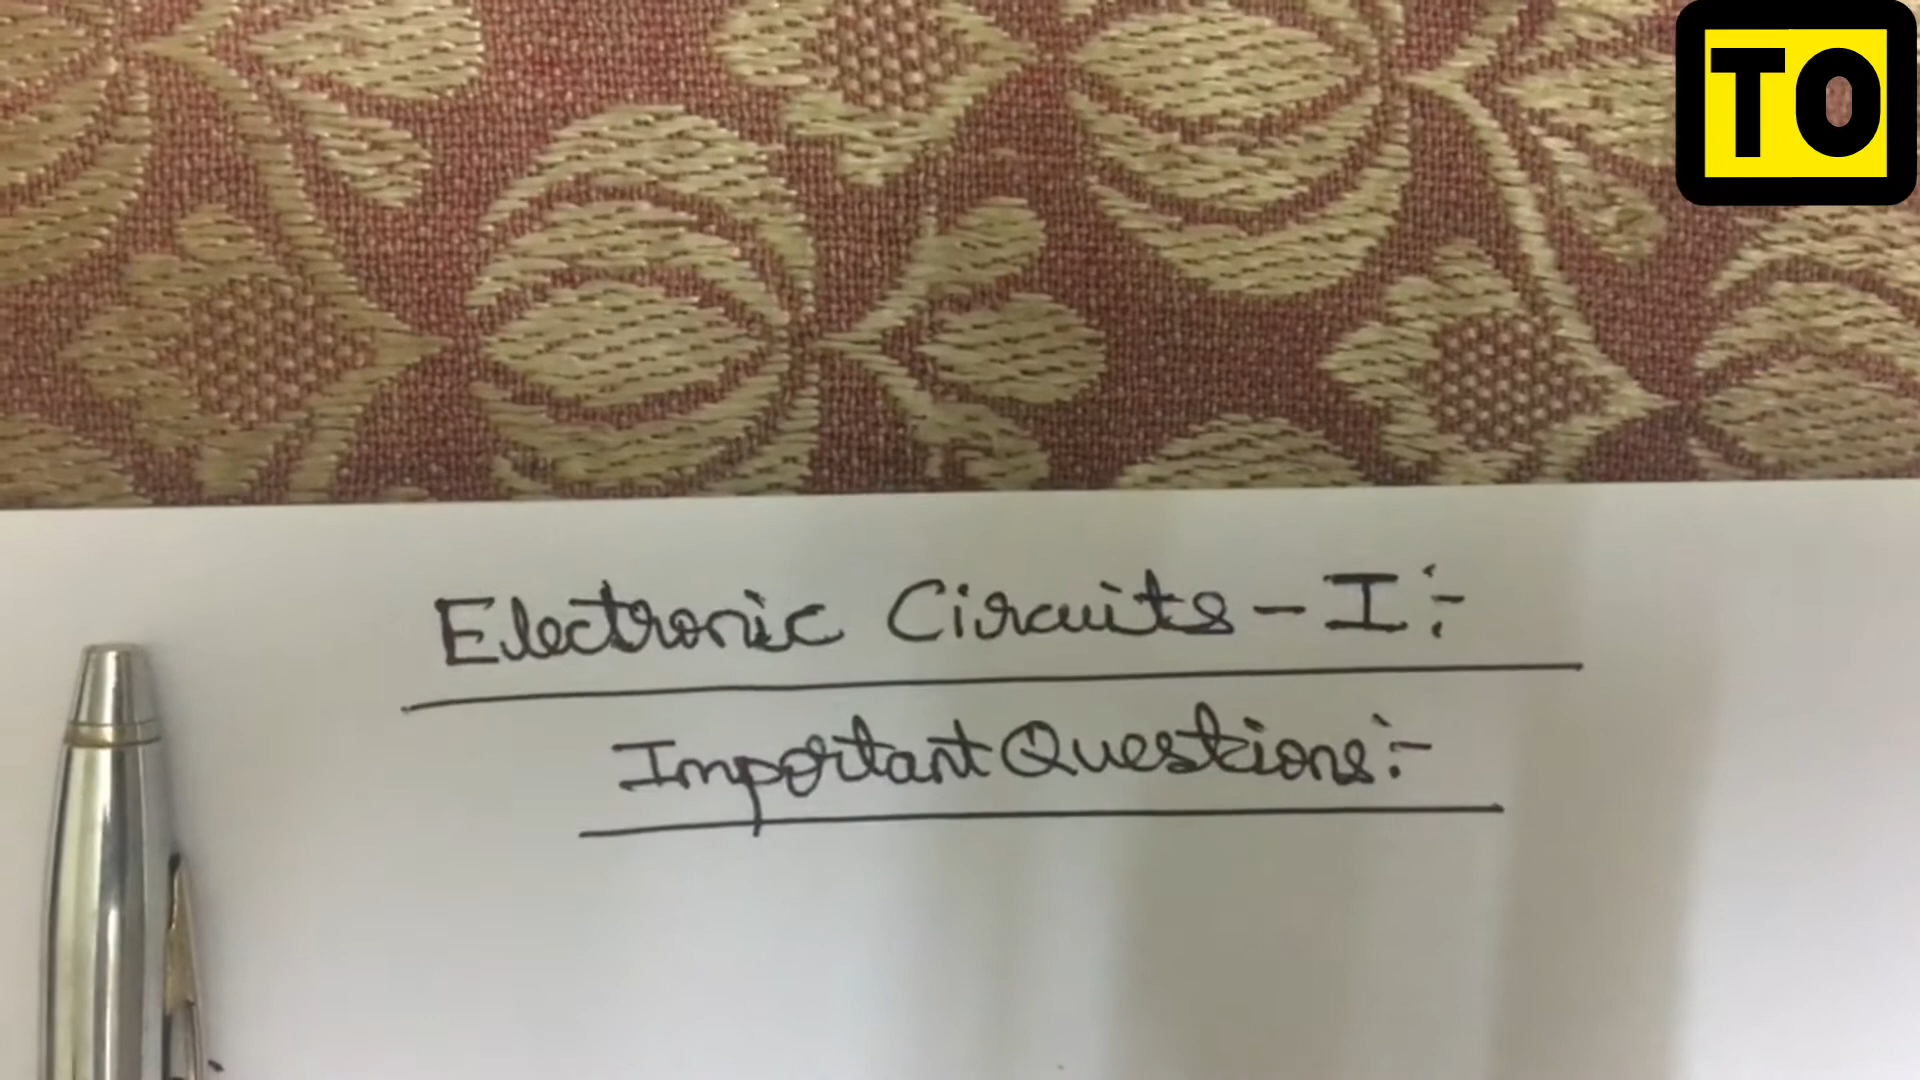 TO
Electronic Circuits - I :-
Important Questions :-